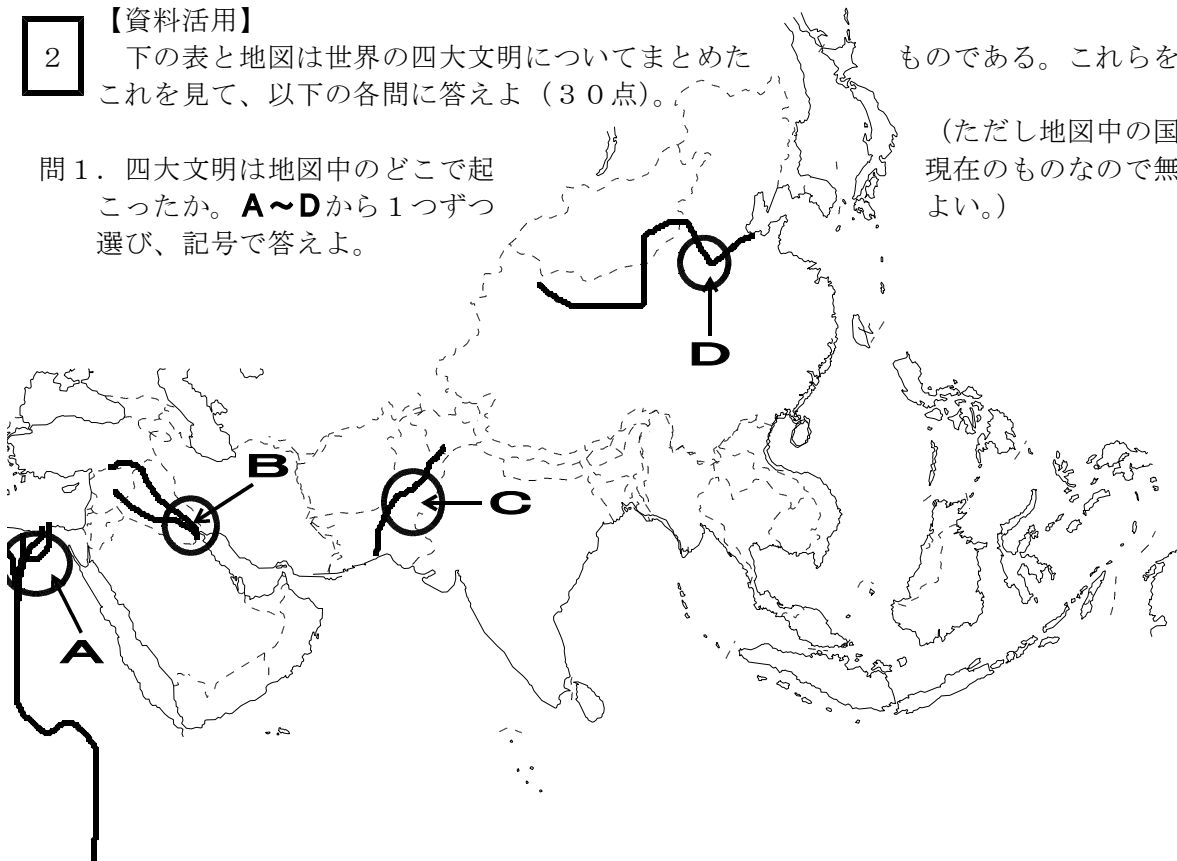 【資料活用】
2
下の表と地図は世界の四大文明についてまとめた ものである。これらを
これを見て、以下の各問に答えよ（３０点）。
（ただし地図中の国
問１．四大文明は地図中のどこで起
現在のものなので無
こったか。A～Dから１つずつ
よい。）
選び、記号で答えよ。
D
B
C
A